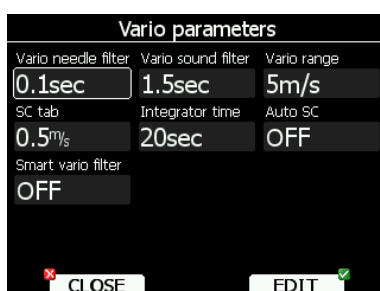 Vario parameters
Vario needle filter Vario sound filter Vario range
0.1sec 1.5sec 5m/s
SC tab Integrator time Auto SC
0.5m/s 20sec OFF
Smart vario filter
OFF
CLOSE EDIT